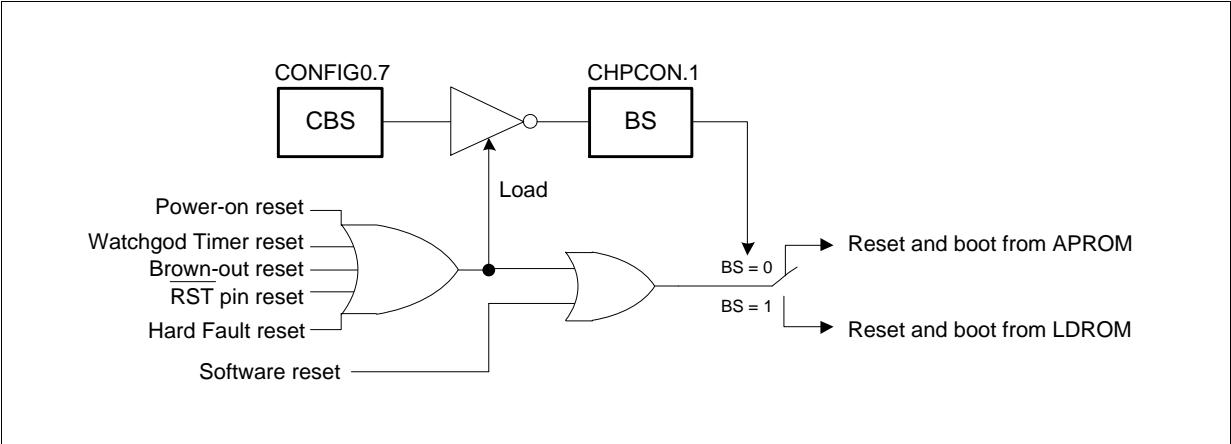 CONFIG0.7
CHPCON.1
CBS
BS
Load
Power-on reset
Watchgod Timer reset
Brown-out reset
RST pin reset
Hard Fault reset
Software reset
BS = 0
BS = 1
Reset and boot from APROM
Reset and boot from LDROM